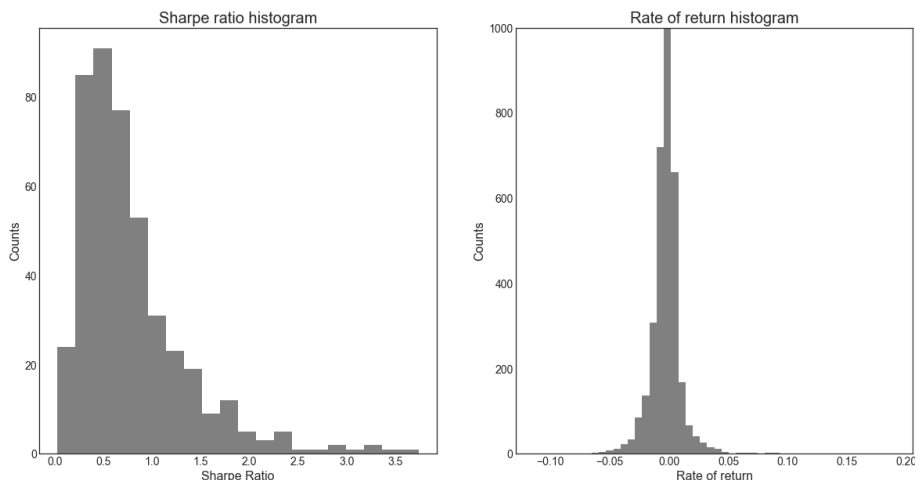 Sharpe ratio histogram
Counts
80
60
40
20
0
0.0 0.5 1.0 1.5 2.0 2.5 3.0 3.5
Sharpe Ratio
Rate of return histogram
Counts
1000
800
600
400
200
0
−0.10 −0.05 0.00 0.05 0.10 0.15 0.20
Rate of return